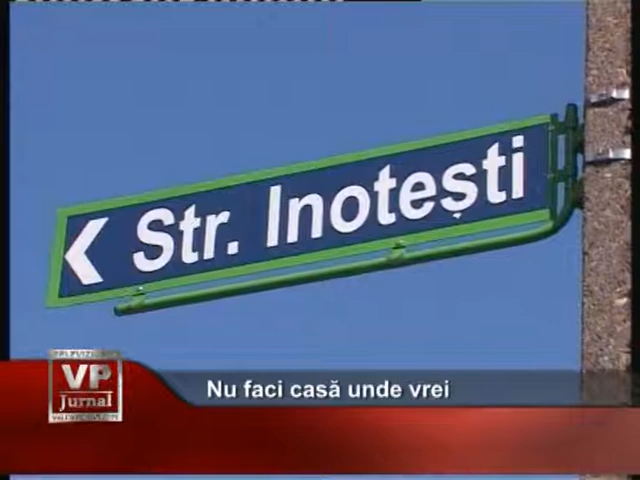 Str. Inotești
VP
Jurnal
Nu faci casă unde vrei